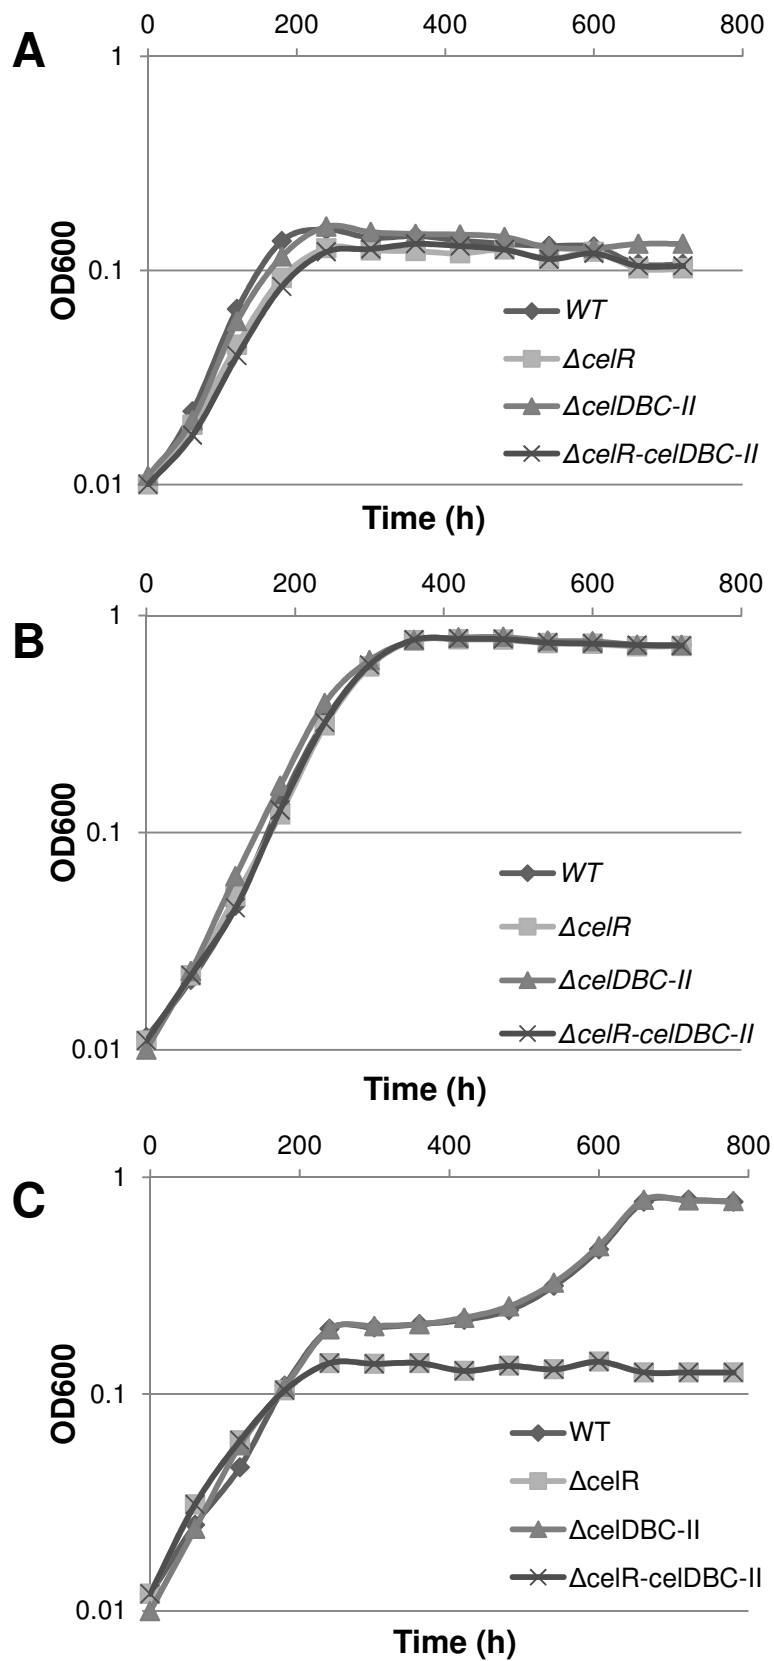 0 200 400 600 800
A
1
0.1
0.01
OD600
WT
ΔcelR
ΔcelDBC-II
ΔcelR-celDBC-II
Time (h)
0 200 400 600 800
B
1
0.1
0.01
OD600
WT
ΔcelR
ΔcelDBC-II
ΔcelR-celDBC-II
Time (h)
0 200 400 600 800
C
1
0.1
0.01
OD600
WT
ΔcelR
ΔcelDBC-II
ΔcelR-celDBC-II
Time (h)